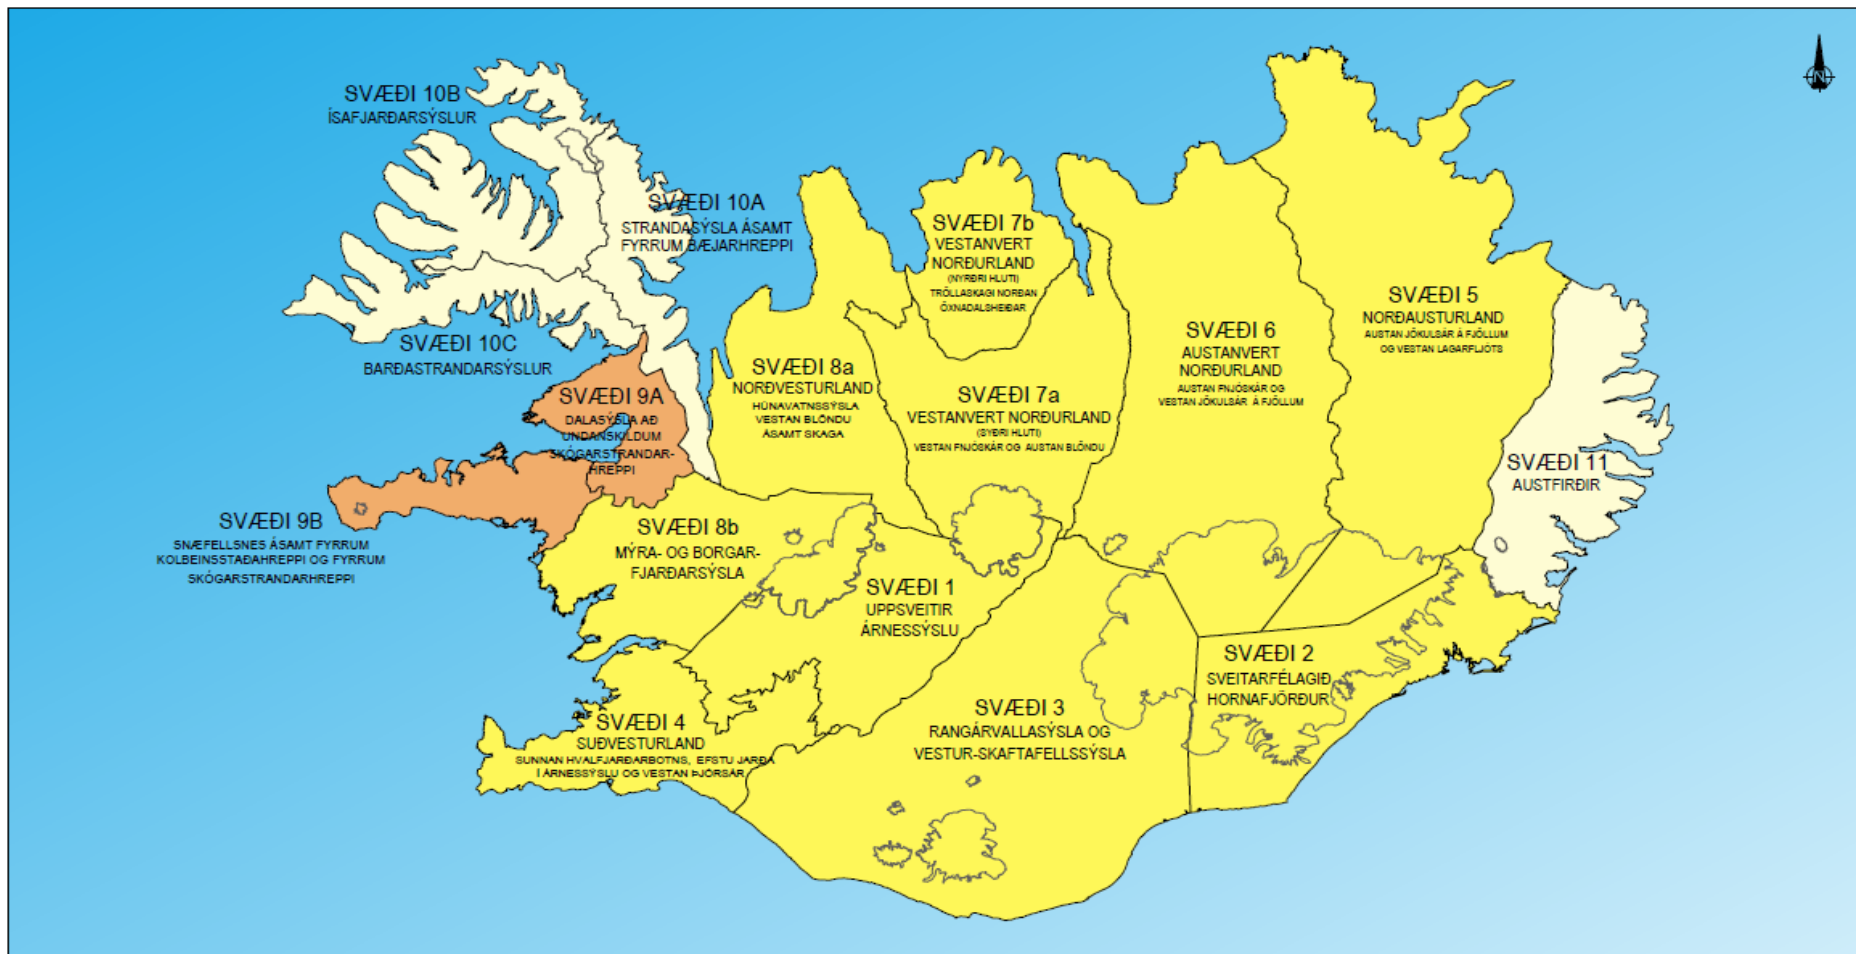 SVÆÐI 10B
ÍSAFJARÐARSÝSLUR
SVÆÐI 10A
STRANDASÝSLA ÁSAMT
FYRRUM BÆJARHREPPI
SVÆÐI 10C
BARÐASTRANDARSÝSLUR
SVÆÐI 9A
DALASÝSLA AÐ
UNDANSKILDUM
SKÓGARSTRANDAR-
HREPPI
SVÆÐI 9B
SNÆFELLSNES ÁSAMT FYRRUM
KOLBEINSSTAÐAHREPPI OG FYRRUM
SKÓGARSTRANDARHREPPI
SVÆÐI 8a
NORÐVESTURLAND
HÚNAVATNSSÝSLA
VESTAN BLÖNDU
ÁSAMT SKAGA
SVÆÐI 8b
MÝRA- OG BORGAR-
FJARÐARSÝSLA
SVÆÐI 7b
VESTANVERT
NORÐURLAND
(NYRÐRI HLUTI)
TRÖLLASKAGI NORÐAN
ÖXNADALSHEIÐAR
SVÆÐI 7a
VESTANVERT NORÐURLAND
(SYÐRI HLUTI)
VESTAN FNJÓSKÁR OG AUSTAN BLÖNDU
SVÆÐI 6
AUSTANVERT
NORÐURLAND
AUSTAN FNJÓSKÁR OG
VESTAN JÖKULSÁR Á FJÖLLUM
SVÆÐI 5
NORÐAUSTURLAND
AUSTAN JÖKULSÁR Á FJÖLLUM
OG VESTAN LAGARFLJÓTS
SVÆÐI 11
AUSTFIRÐIR
SVÆÐI 1
UPPSVEITIR
ÁRNESSÝSLU
SVÆÐI 2
SVEITARFÉLAGIÐ
HORNAFJÖRÐUR
SVÆÐI 3
RANGÁRVALLASÝSLA OG
VESTUR-SKAFTAFELLSSÝSLA
SVÆÐI 4
SUÐVESTURLAND
SUNNAN HVALFJARÐARBOTNS, EFSTU JARÐA
Í ÁRNESSÝSLU OG VESTAN ÞJÓRSÁR
N